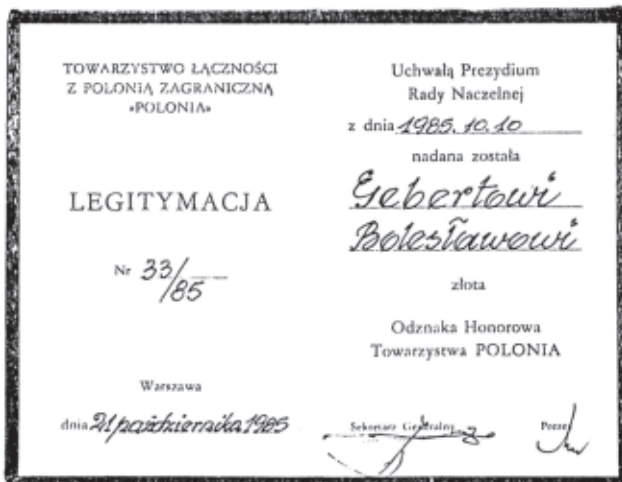 TOWARZYSTWO ŁĄCZNOŚCI
Z POLONIĄ ZAGRANICZNĄ
«POLONIA»
LEGITYMACJA
Nr 33/85
Warszawa
dnia 21 października 1985
Uchwałą Prezydium
Rady Naczelnej
z dnia 1985.10.10
nadana została
Gebertowi
Bolesławowi
złota
Odznaka Honorowa
Towarzystwa POLONIA
Sekretarz Generalny
Prezes